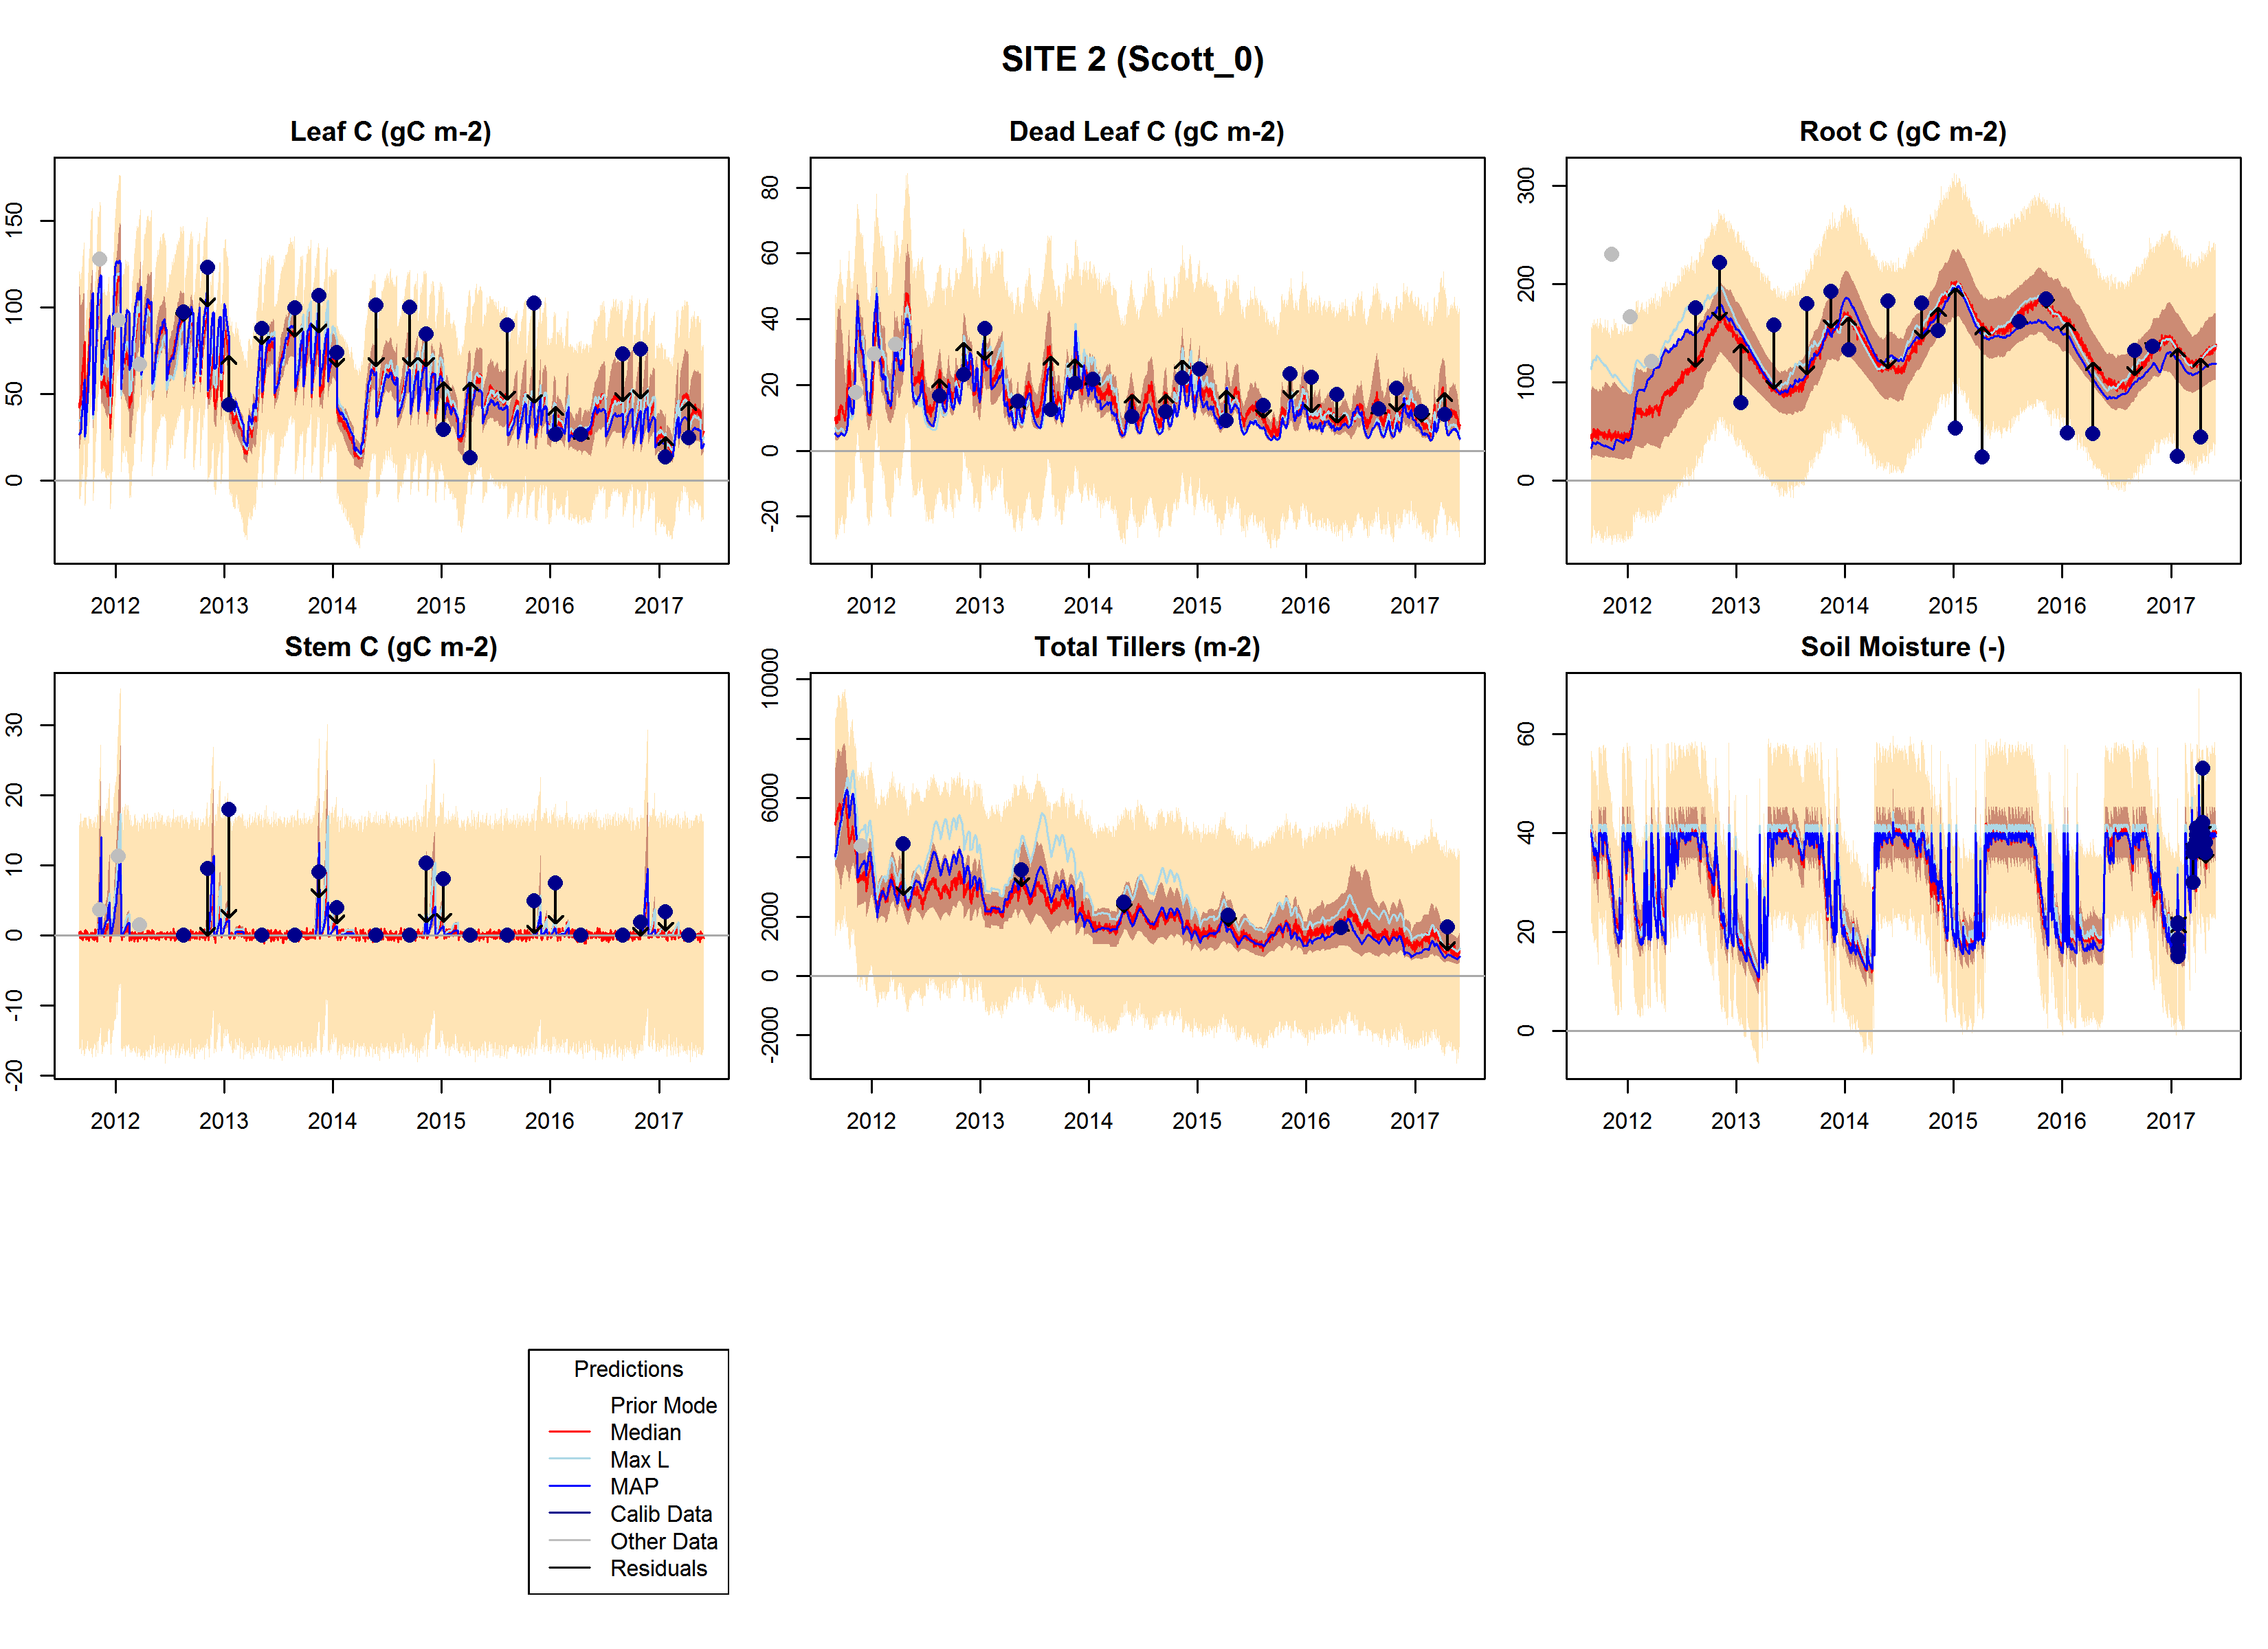 SITE 2 (Scott_0)
Leaf C (gC m-2)
Dead Leaf C (gC m-2)
Root C (gC m-2)
150
100
50
0
80
60
40
20
0
-20
300
200
100
0
2012 2013 2014 2015 2016 2017
2012 2013 2014 2015 2016 2017
2012 2013 2014 2015 2016 2017
Stem C (gC m-2)
Total Tillers (m-2)
Soil Moisture (-)
30
20
10
0
-10
-20
10000
6000
2000
0
-2000
60
40
20
0
2012 2013 2014 2015 2016 2017
2012 2013 2014 2015 2016 2017
2012 2013 2014 2015 2016 2017
Predictions
Prior Mode
Median
Max L
MAP
Calib Data
Other Data
Residuals